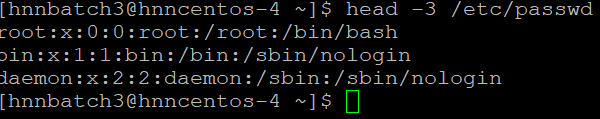 [hnnbatch3@hnncentos-4 ~]$ head -3 /etc/passwd
root:x:0:0:root:/root:/bin/bash
bin:x:1:1:bin:/bin:/sbin/nologin
daemon:x:2:2:daemon:/sbin:/sbin/nologin
[hnnbatch3@hnncentos-4 ~]$